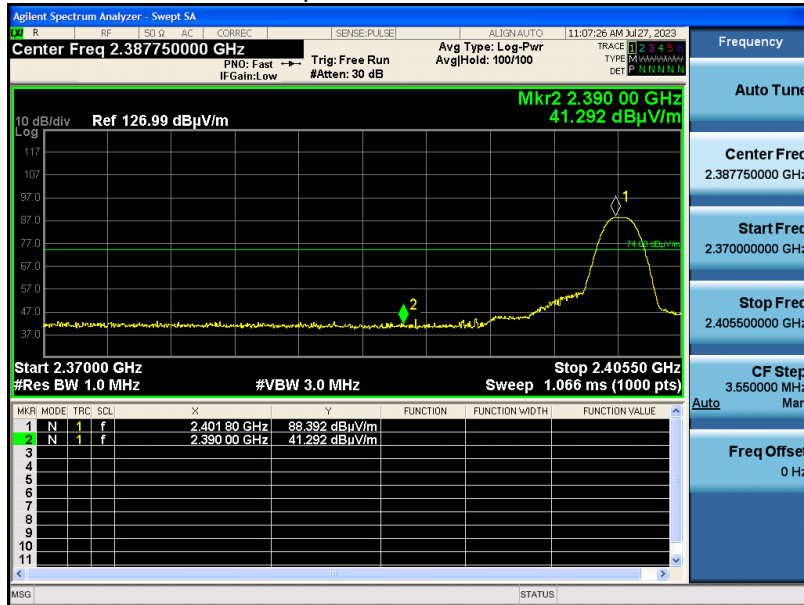 Agilent Spectrum Analyzer - Swept SA
LXI R RF 50 Ω AC CORREC SENSE:PULSE ALIGN AUTO 11:07:26 AM Jul 27, 2023
Center Freq 2.387750000 GHz
PNO: Fast
IFGain:Low
Trig: Free Run
#Atten: 30 dB
Avg Type: Log-Pwr
Avg|Hold: 100/100
TRACE 1 2 3 4 5 6
TYPE M WWWWW
DET P N N N N N
Frequency
Mkr2 2.390 00 GHz
41.292 dBµV/m
10 dB/div Ref 126.99 dBµV/m
Log
117
107
97.0
87.0
77.0
67.0
57.0
47.0
37.0
1
74.00 dBµV/m
2
Start 2.37000 GHz Stop 2.40550 GHz
#Res BW 1.0 MHz #VBW 3.0 MHz Sweep 1.066 ms (1000 pts)
MKR MODE TRC SCL X Y FUNCTION FUNCTION WIDTH FUNCTION VALUE
1 N 1 f 2.401 80 GHz 88.392 dBµV/m
2 N 1 f 2.390 00 GHz 41.292 dBµV/m
3
4
5
6
7
8
9
10
11
MSG STATUS
Auto Tune
Center Freq
2.387750000 GHz
Start Freq
2.370000000 GHz
Stop Freq
2.405500000 GHz
CF Step
3.550000 MHz
Auto Man
Freq Offset
0 Hz